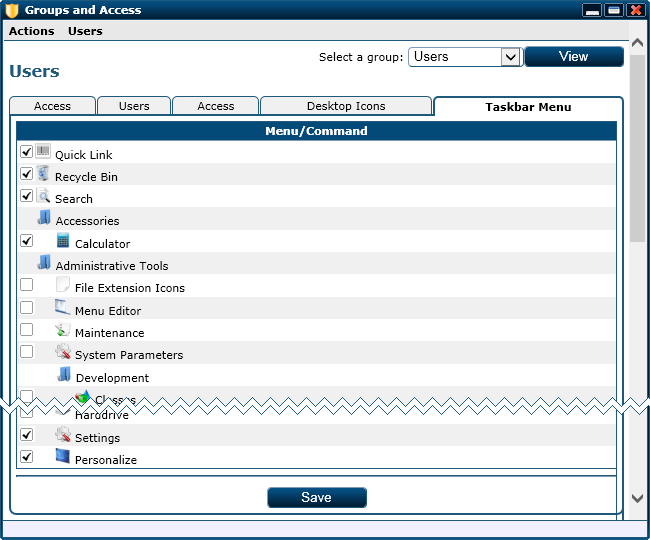 Groups and Access
Actions Users
Select a group: Users View
Users
Access Users Access Desktop Icons Taskbar Menu
Menu/Command
Quick Link
Recycle Bin
Search
Accessories
Calculator
Administrative Tools
File Extension Icons
Menu Editor
Maintenance
System Parameters
Development
Classes
Harddrive
Settings
Personalize
Save